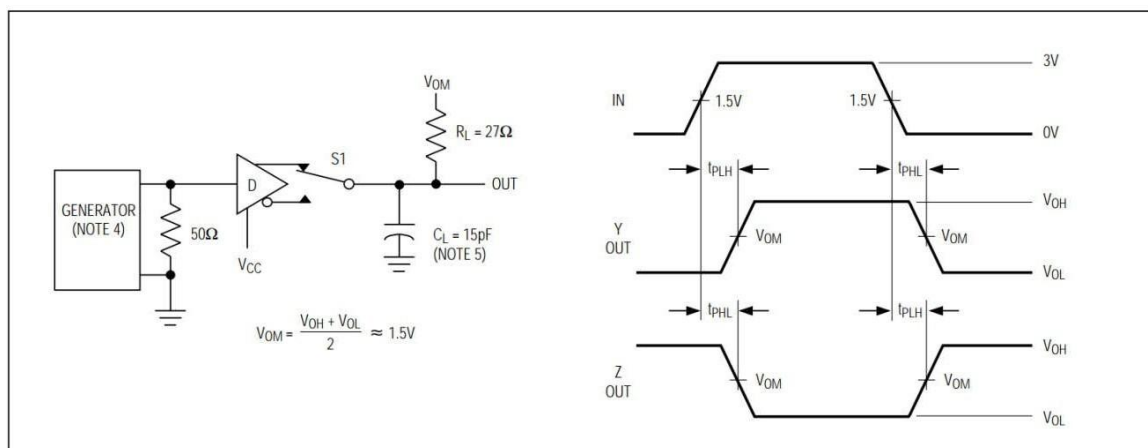 V_OM
R_L = 27Ω
S1
D
OUT
GENERATOR
(NOTE 4)
50Ω
C_L = 15pF
(NOTE 5)
V_CC
V_OM = V_OH + V_OL / 2 ≈ 1.5V
IN
1.5V
1.5V
3V
0V
t_PLH
t_PHL
Y
OUT
V_OM
V_OM
V_OH
V_OL
t_PHL
t_PLH
Z
OUT
V_OM
V_OM
V_OH
V_OL